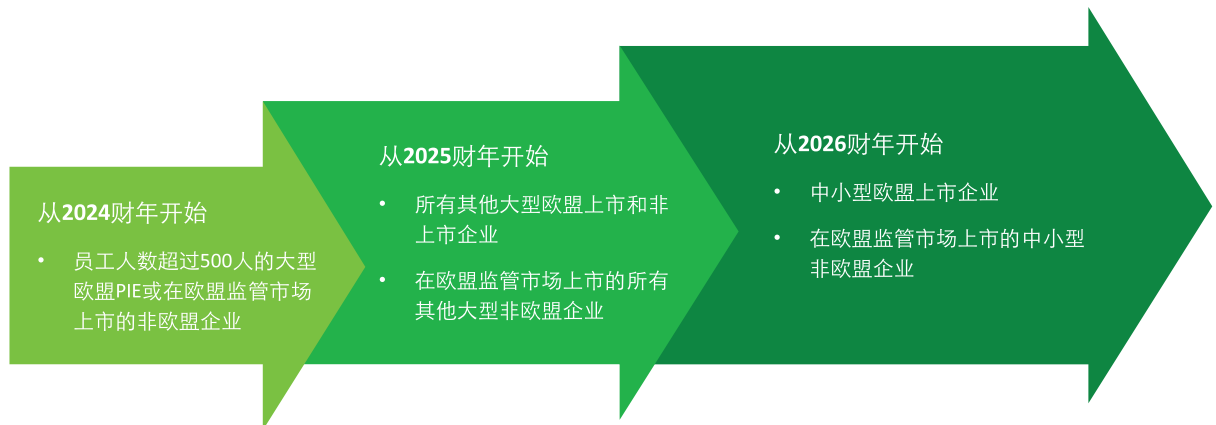 从2024财年开始
• 员工人数超过500人的大型
欧盟PIE或在欧盟监管市场
上市的非欧盟企业
从2025财年开始
• 所有其他大型欧盟上市和非
上市企业
• 在欧盟监管市场上市的所有
其他大型非欧盟企业
从2026财年开始
• 中小型欧盟上市企业
• 在欧盟监管市场上市的中小型
非欧盟企业